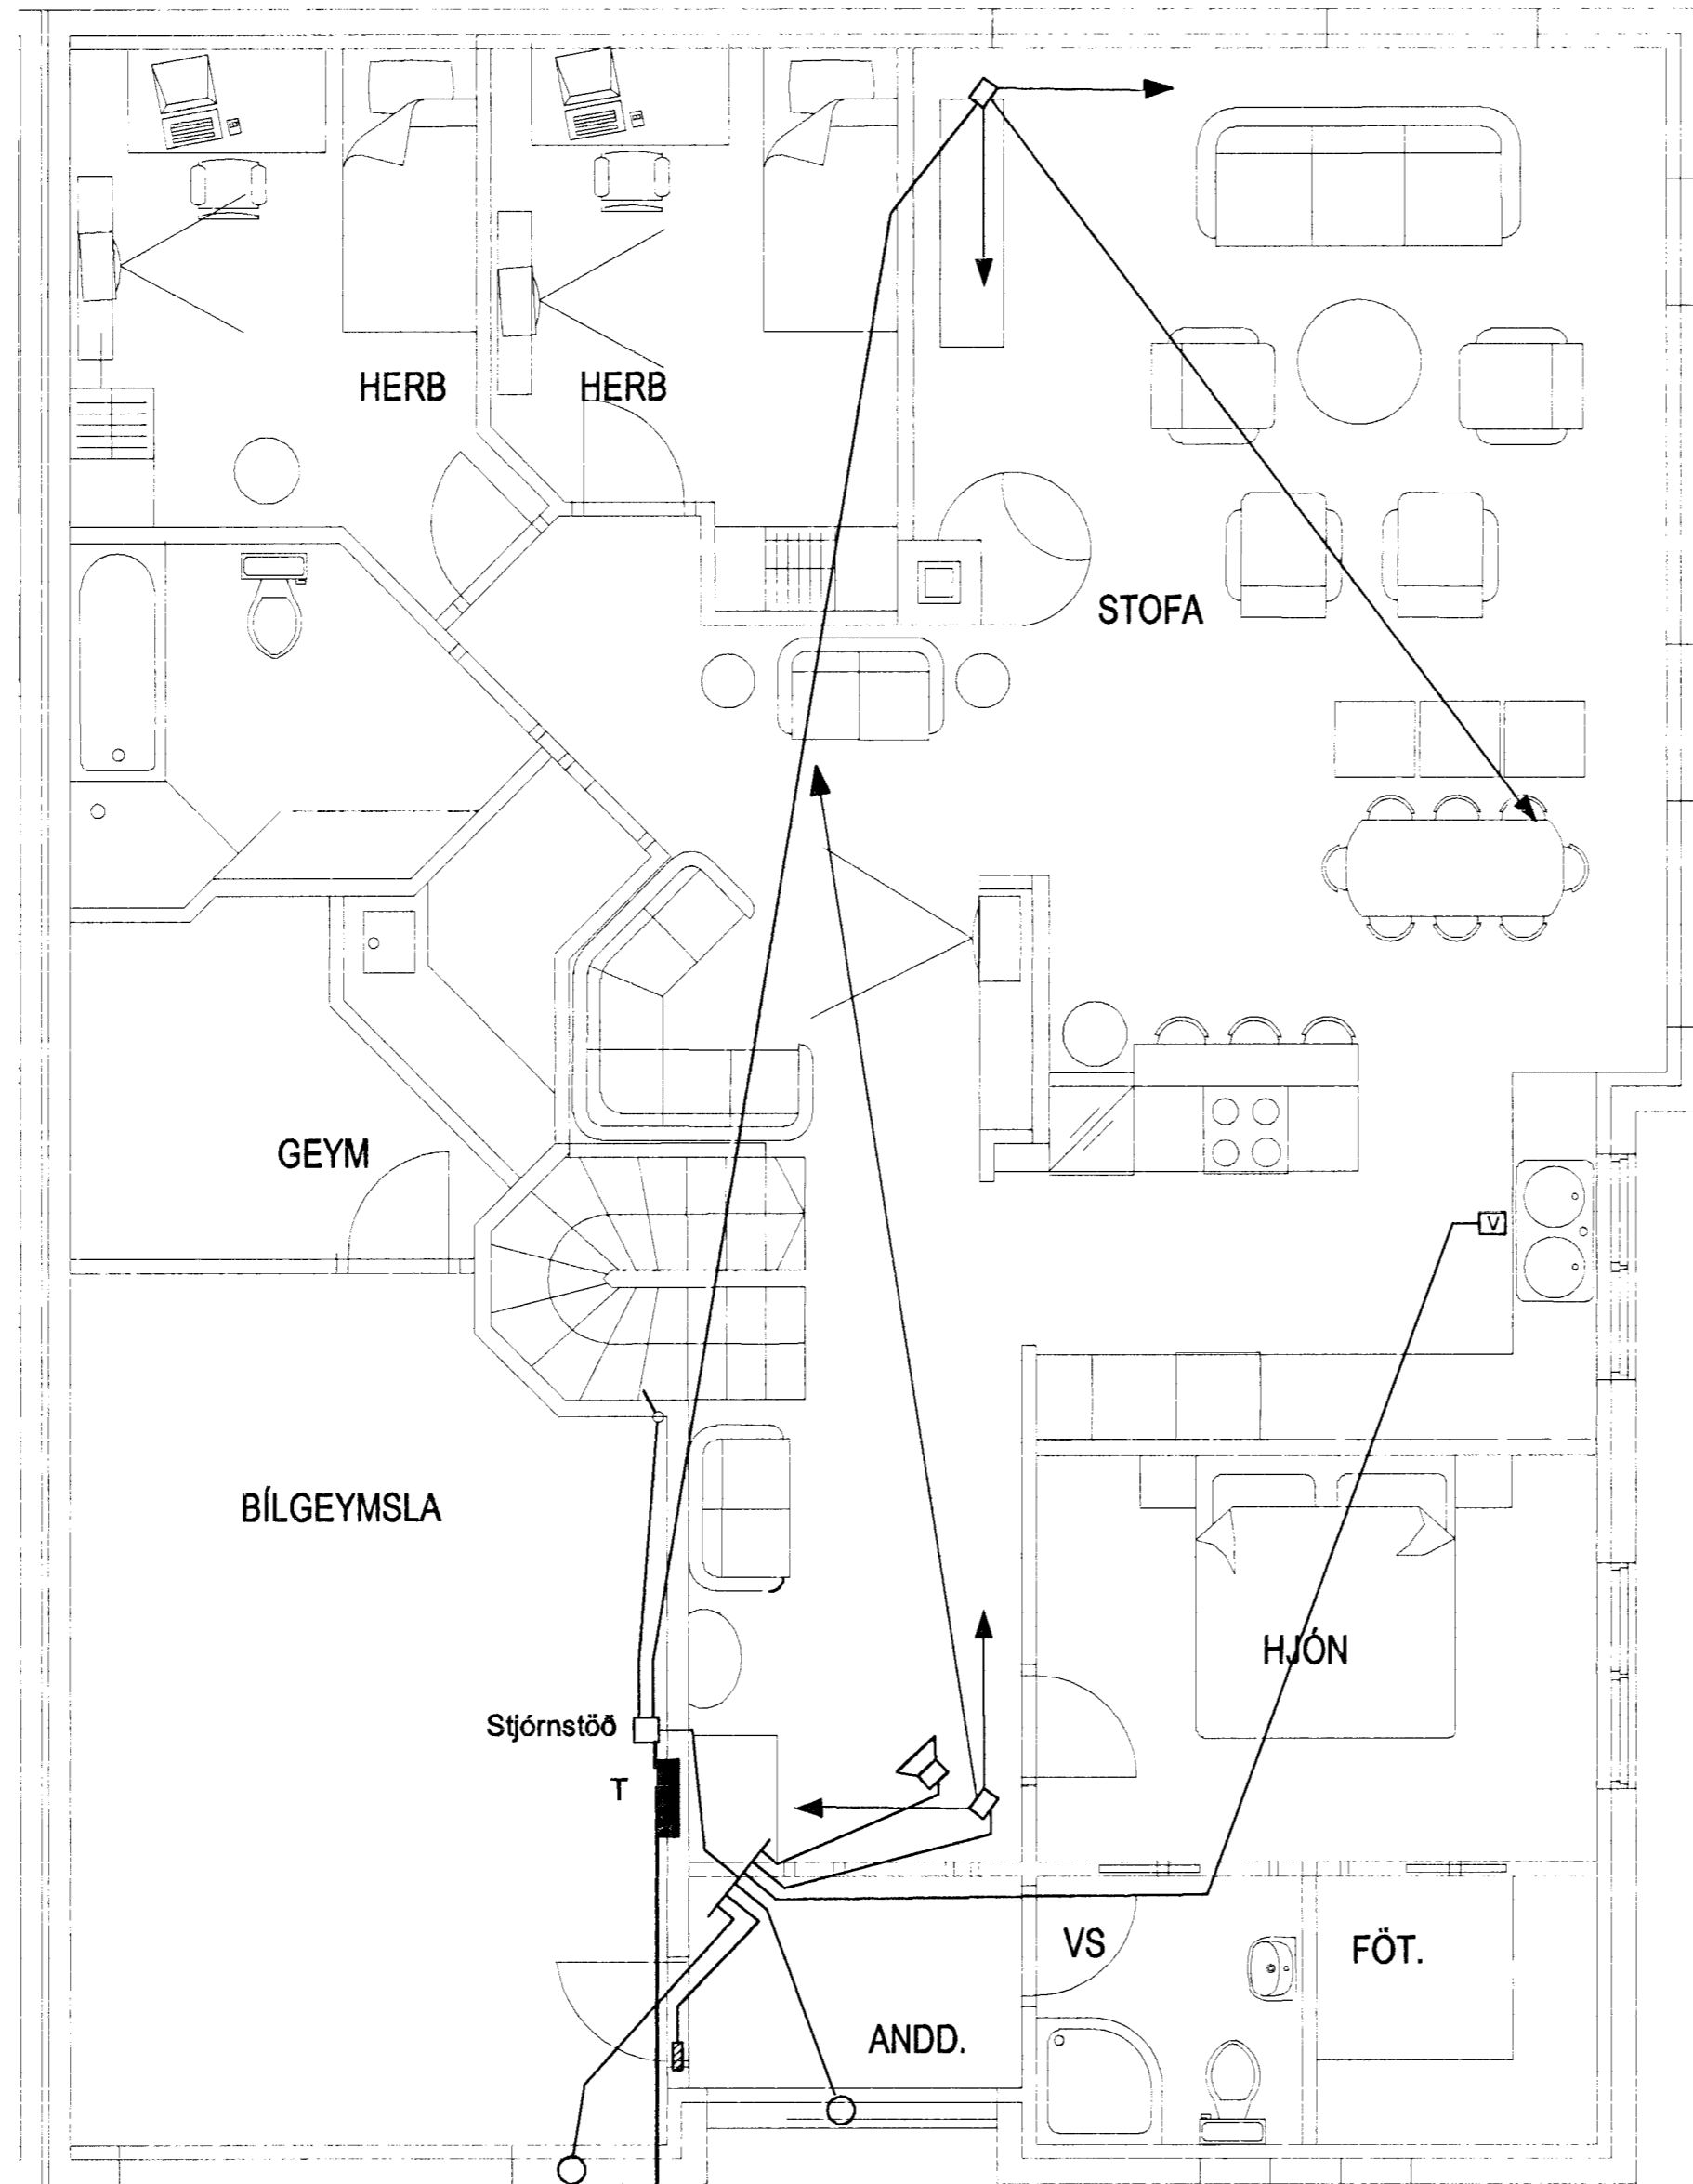 HERB
HERB
STOFA
GEYM
V
BÍLGEYMSLA
HJÓN
Stjórnstöð
T
VS
FÖT.
ANDD.